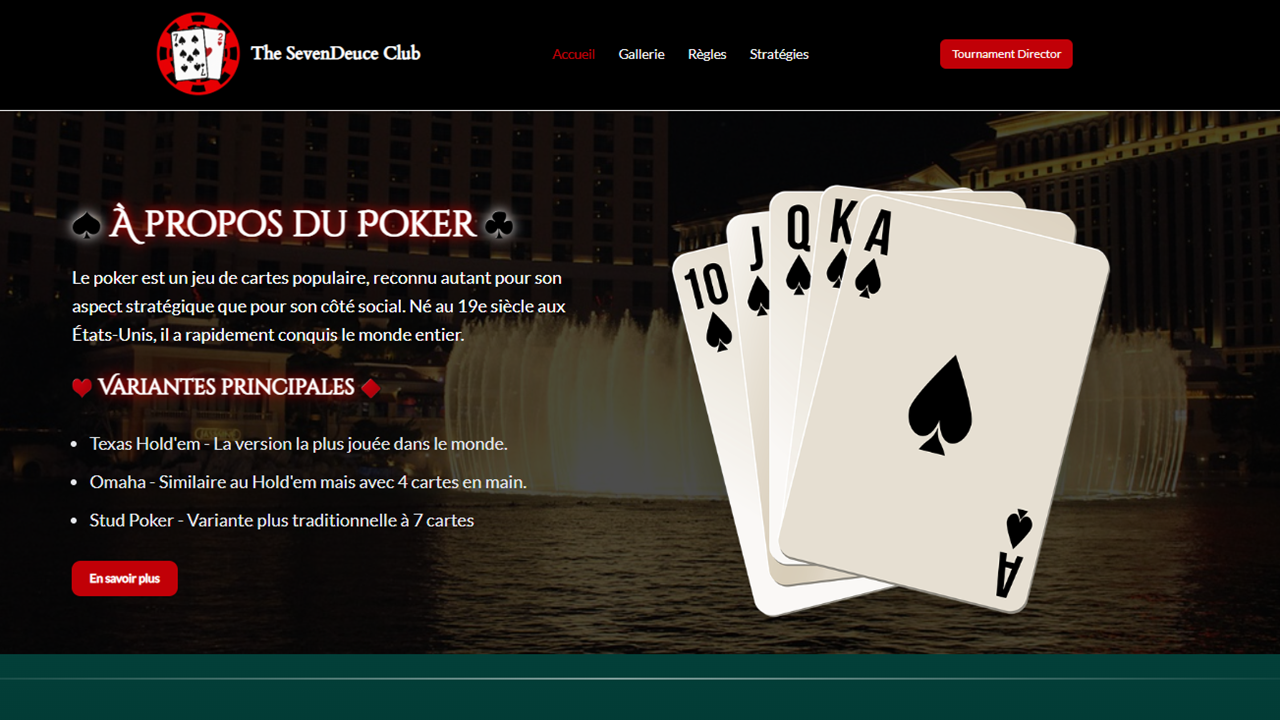 7 2
The SevenDeuce Club
Accueil Gallerie Règles Stratégies
Tournament Director
À propos du Poker
Le poker est un jeu de cartes populaire, reconnu autant pour son
aspect stratégique que pour son côté social. Né au 19e siècle aux
États-Unis, il a rapidement conquis le monde entier.
Variantes principales
Texas Hold'em - La version la plus jouée dans le monde.
Omaha - Similaire au Hold'em mais avec 4 cartes en main.
Stud Poker - Variante plus traditionnelle à 7 cartes
En savoir plus
10 J Q K A
A